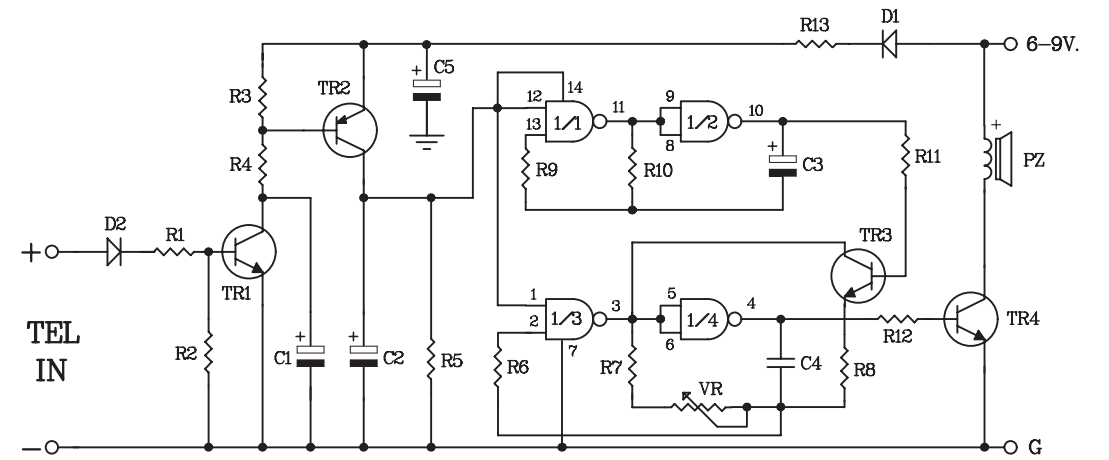 R13
D1
6-9V.
+
C5
TR2
R3
14
12
11
9
10
13
1/1
1/2
8
+
+
R9
R10
C3
R11
PZ
R4
D2
R1
+
TR3
TR1
1
3
5
4
2
1/3
1/4
6
7
TR4
R12
TEL
IN
R2
+
C1
+
C2
R5
R6
R7
VR
C4
R8
−
G